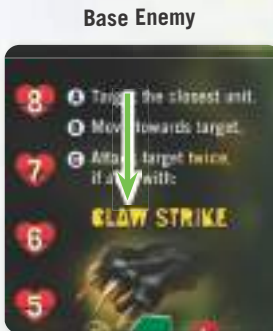 Base Enemy
8 A Target the closest unit.
B Move towards target.
7 C Attack target twice,
with:
CLAW STRIKE
6
5